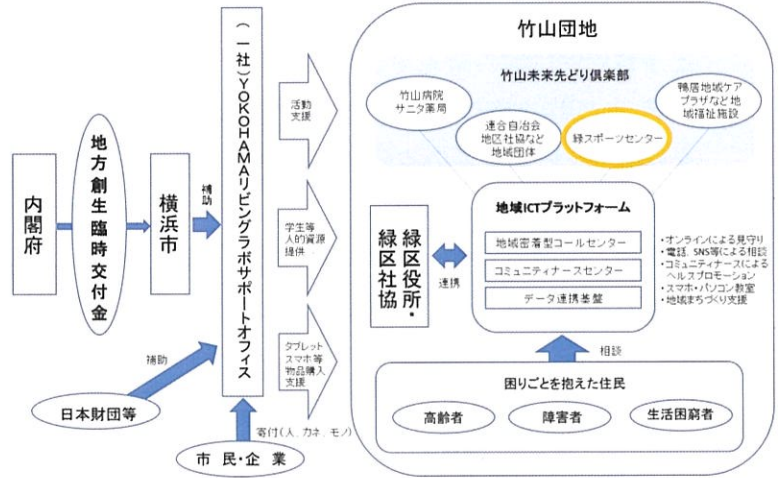 内閣府
地方創生臨時交付金
横浜市
補助
(一社)YOKOHAMAリビングラボサポートオフィス
補助
日本財団等
寄付(人、カネ、モノ)
市民・企業
活動
支援
学生等
人的資源
提供…
タブレット
スマホ等
物品購入
支援
竹山団地
竹山未来先どり倶楽部
竹山病院
サニタ薬局
連合自治会
地区社協など
地域団体
緑スポーツセンター
鴨居地域ケア
プラザなど地
域福祉施設
緑区役所・
緑区社協
連携
地域ICTプラットフォーム
地域密着型コールセンター
コミュニティナースセンター
データ連携基盤
・オンラインによる見守り
・電話、SNS等による相談
・コミュニティナースによる
ヘルスプロモーション
・スマホ・パソコン教室
・地域まちづくり支援
相談
困りごとを抱えた住民
高齢者
障害者
生活困窮者